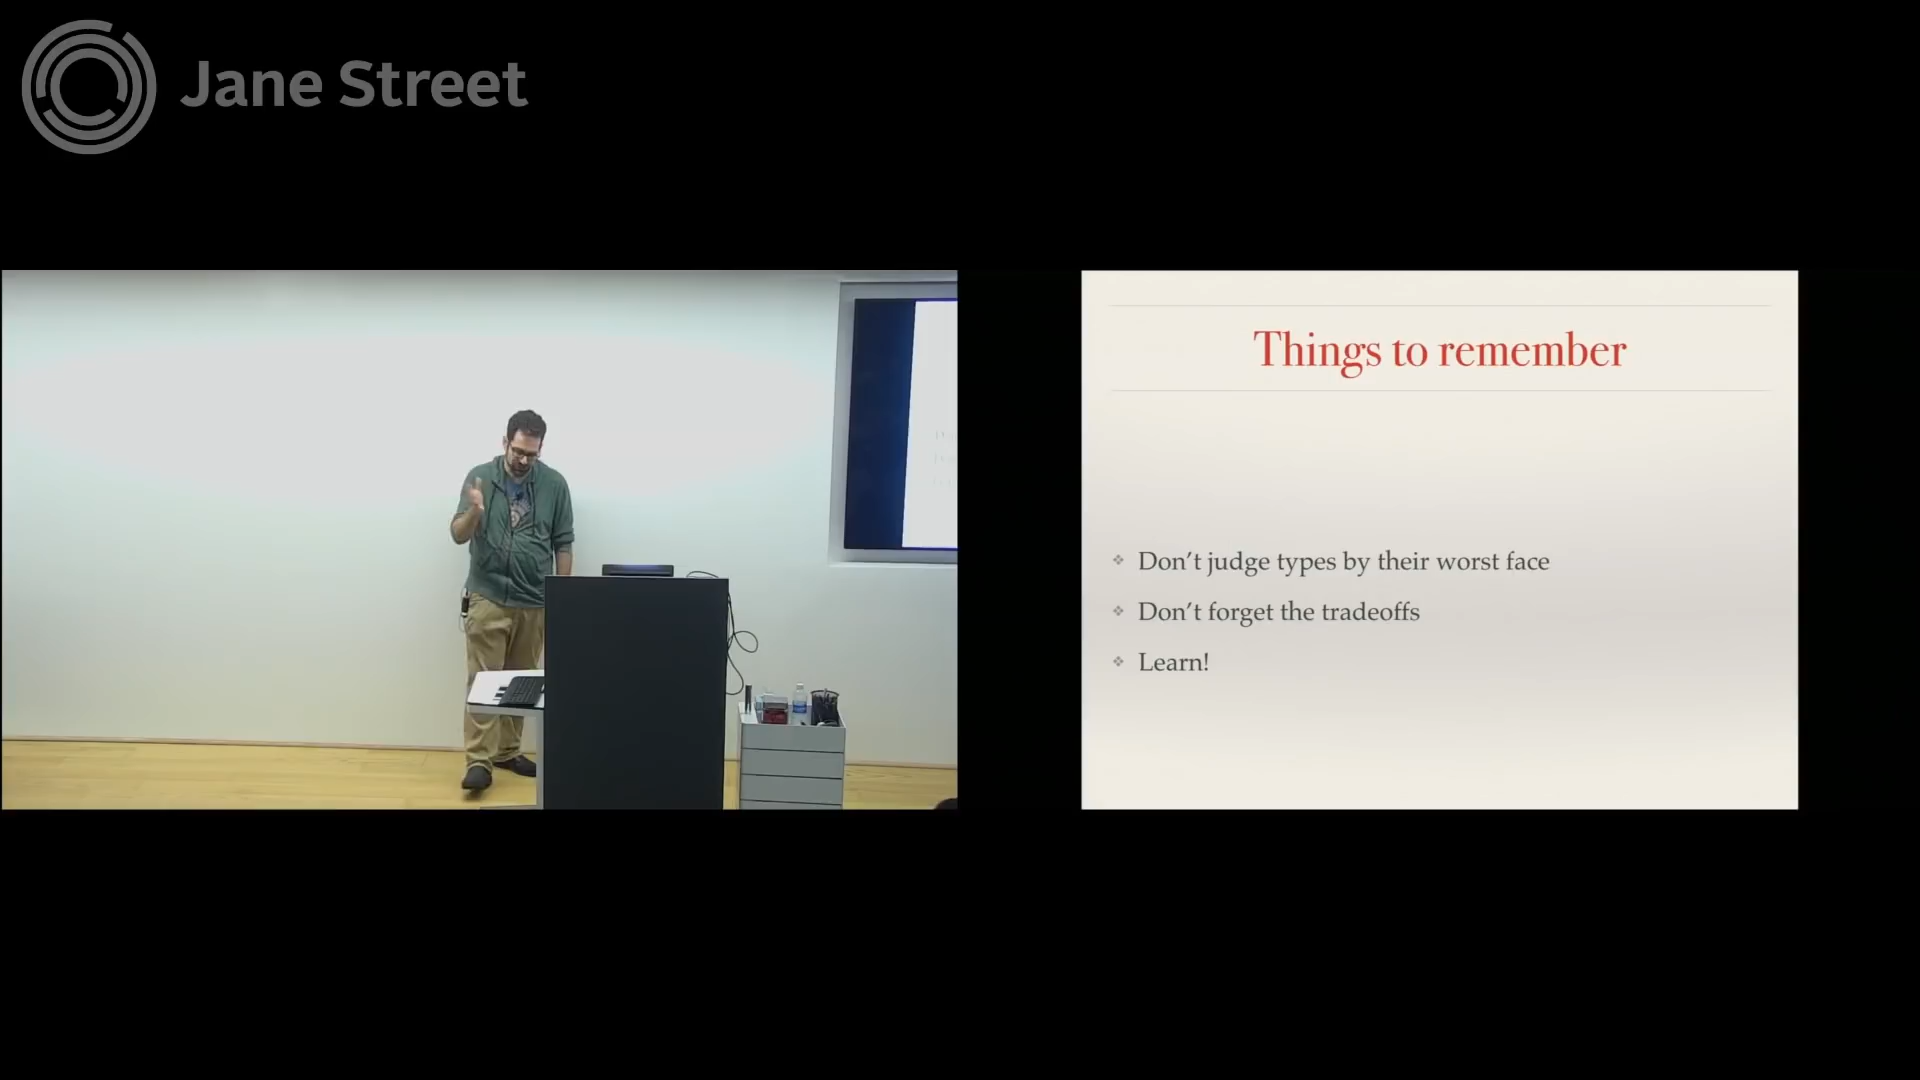 Jane Street
Things to remember
Don't judge types by their worst face
Don't forget the tradeoffs
Learn!